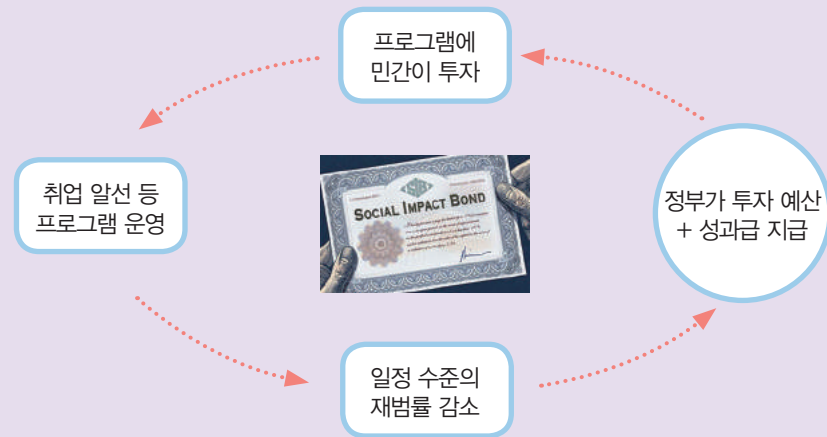 프로그램에
민간이 투자
취업 알선 등
프로그램 운영
SIB
SOCIAL IMPACT BOND
정부가 투자 예산
+ 성과급 지급
일정 수준의
재범률 감소